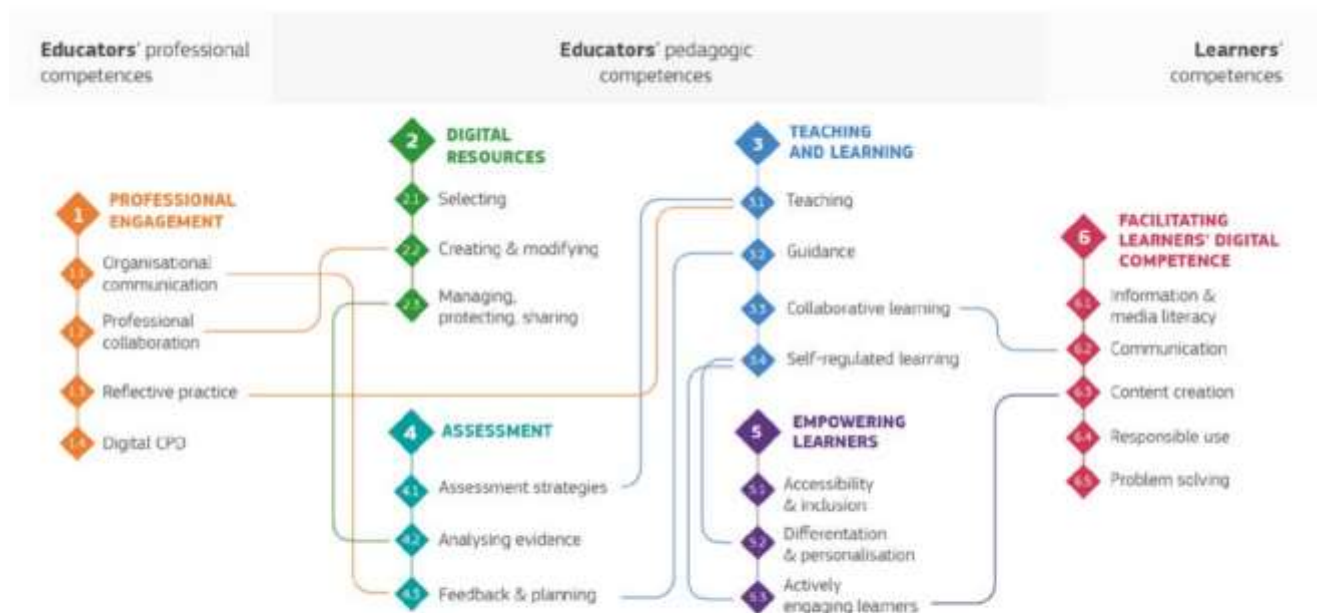 Educators' professional
competences
Educators' pedagogic
competences
Learners'
competences
1
PROFESSIONAL
ENGAGEMENT
1.1
Organisational
communication
1.2
Professional
collaboration
1.3
Reflective practice
1.4
Digital CPD
2
DIGITAL
RESOURCES
2.1
Selecting
2.2
Creating & modifying
2.3
Managing,
protecting, sharing
4
ASSESSMENT
4.1
Assessment strategies
4.2
Analysing evidence
4.3
Feedback & planning
3
TEACHING
AND LEARNING
3.1
Teaching
3.2
Guidance
3.3
Collaborative learning
3.4
Self-regulated learning
5
EMPOWERING
LEARNERS
5.1
Accessibility
& inclusion
5.2
Differentation
& personalisation
5.3
Actively
engaging learners
6
FACILITATING
LEARNERS' DIGITAL
COMPETENCE
6.1
Information &
media literacy
6.2
Communication
6.3
Content creation
6.4
Responsible use
6.5
Problem solving